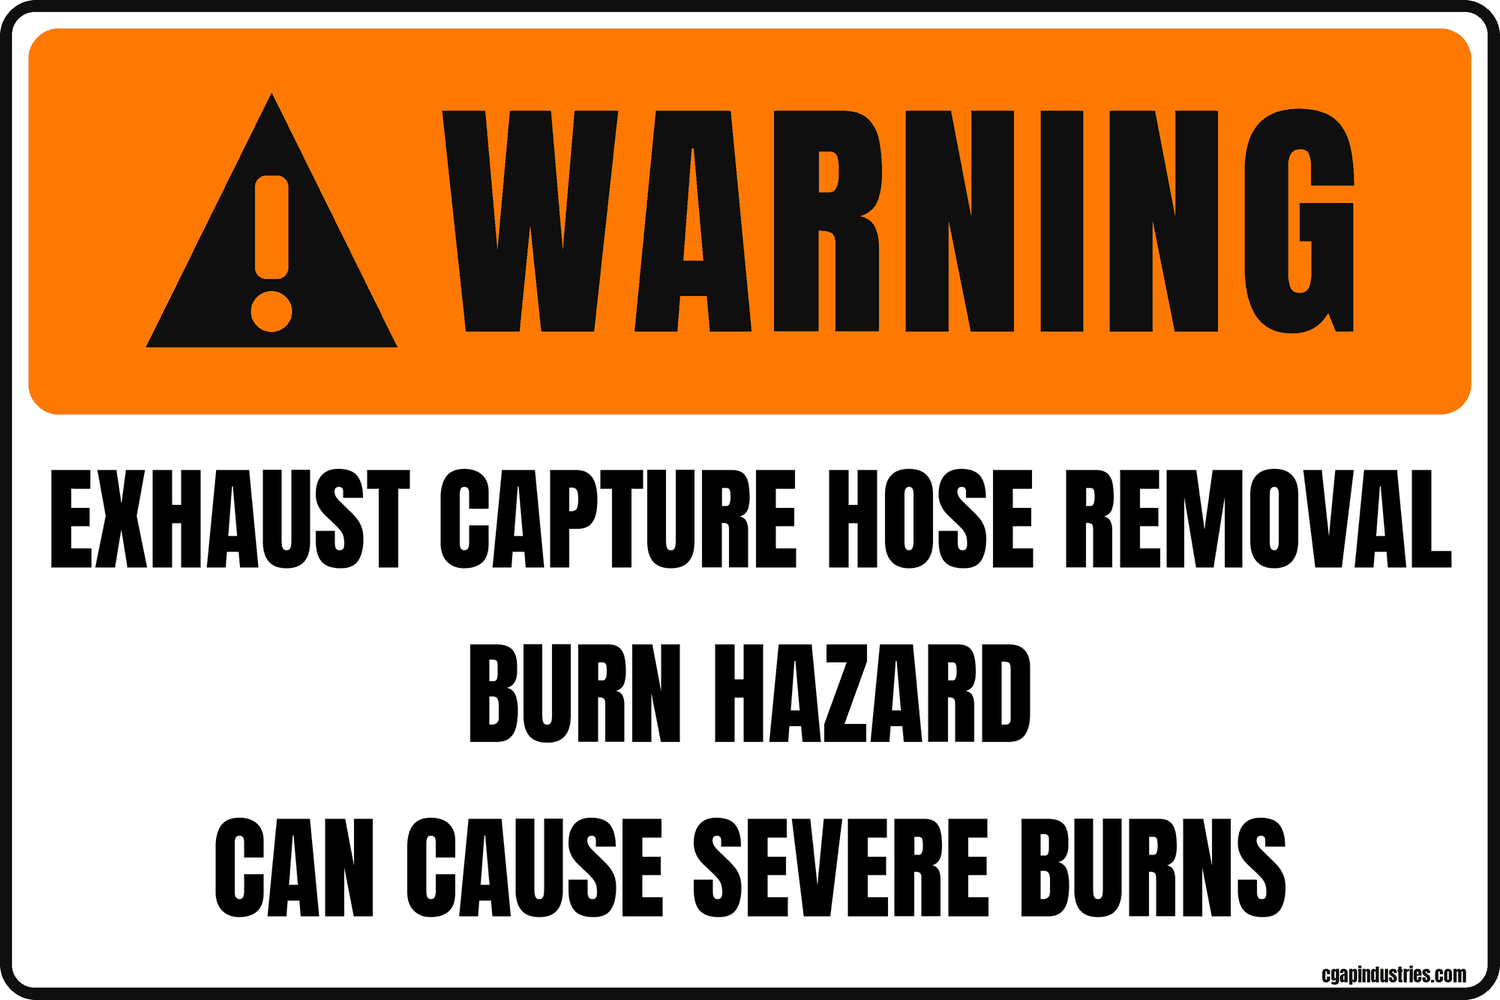 WARNING
EXHAUST CAPTURE HOSE REMOVAL
BURN HAZARD
CAN CAUSE SEVERE BURNS
cgapindustries.com